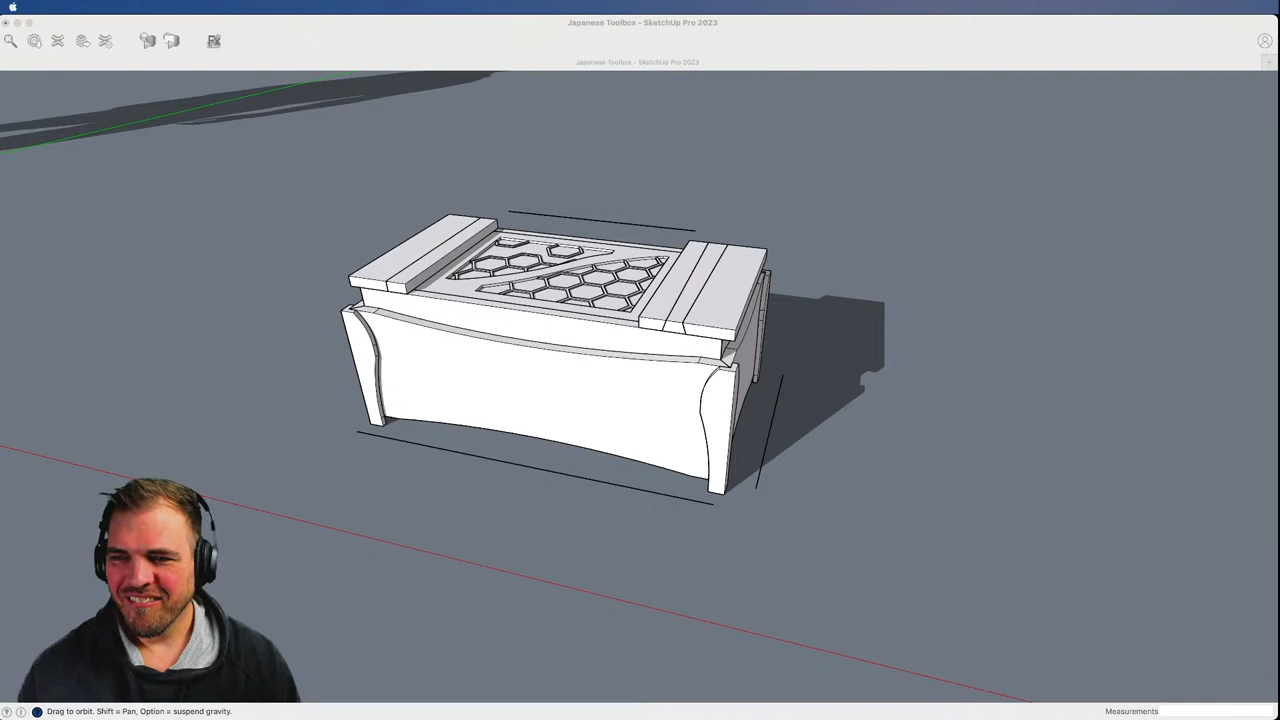 Japanese Toolbox - SketchUp Pro 2023
Japanese Toolbox - SketchUp Pro 2023
Drag to orbit. Shift = Pan, Option = suspend gravity.
Measurements